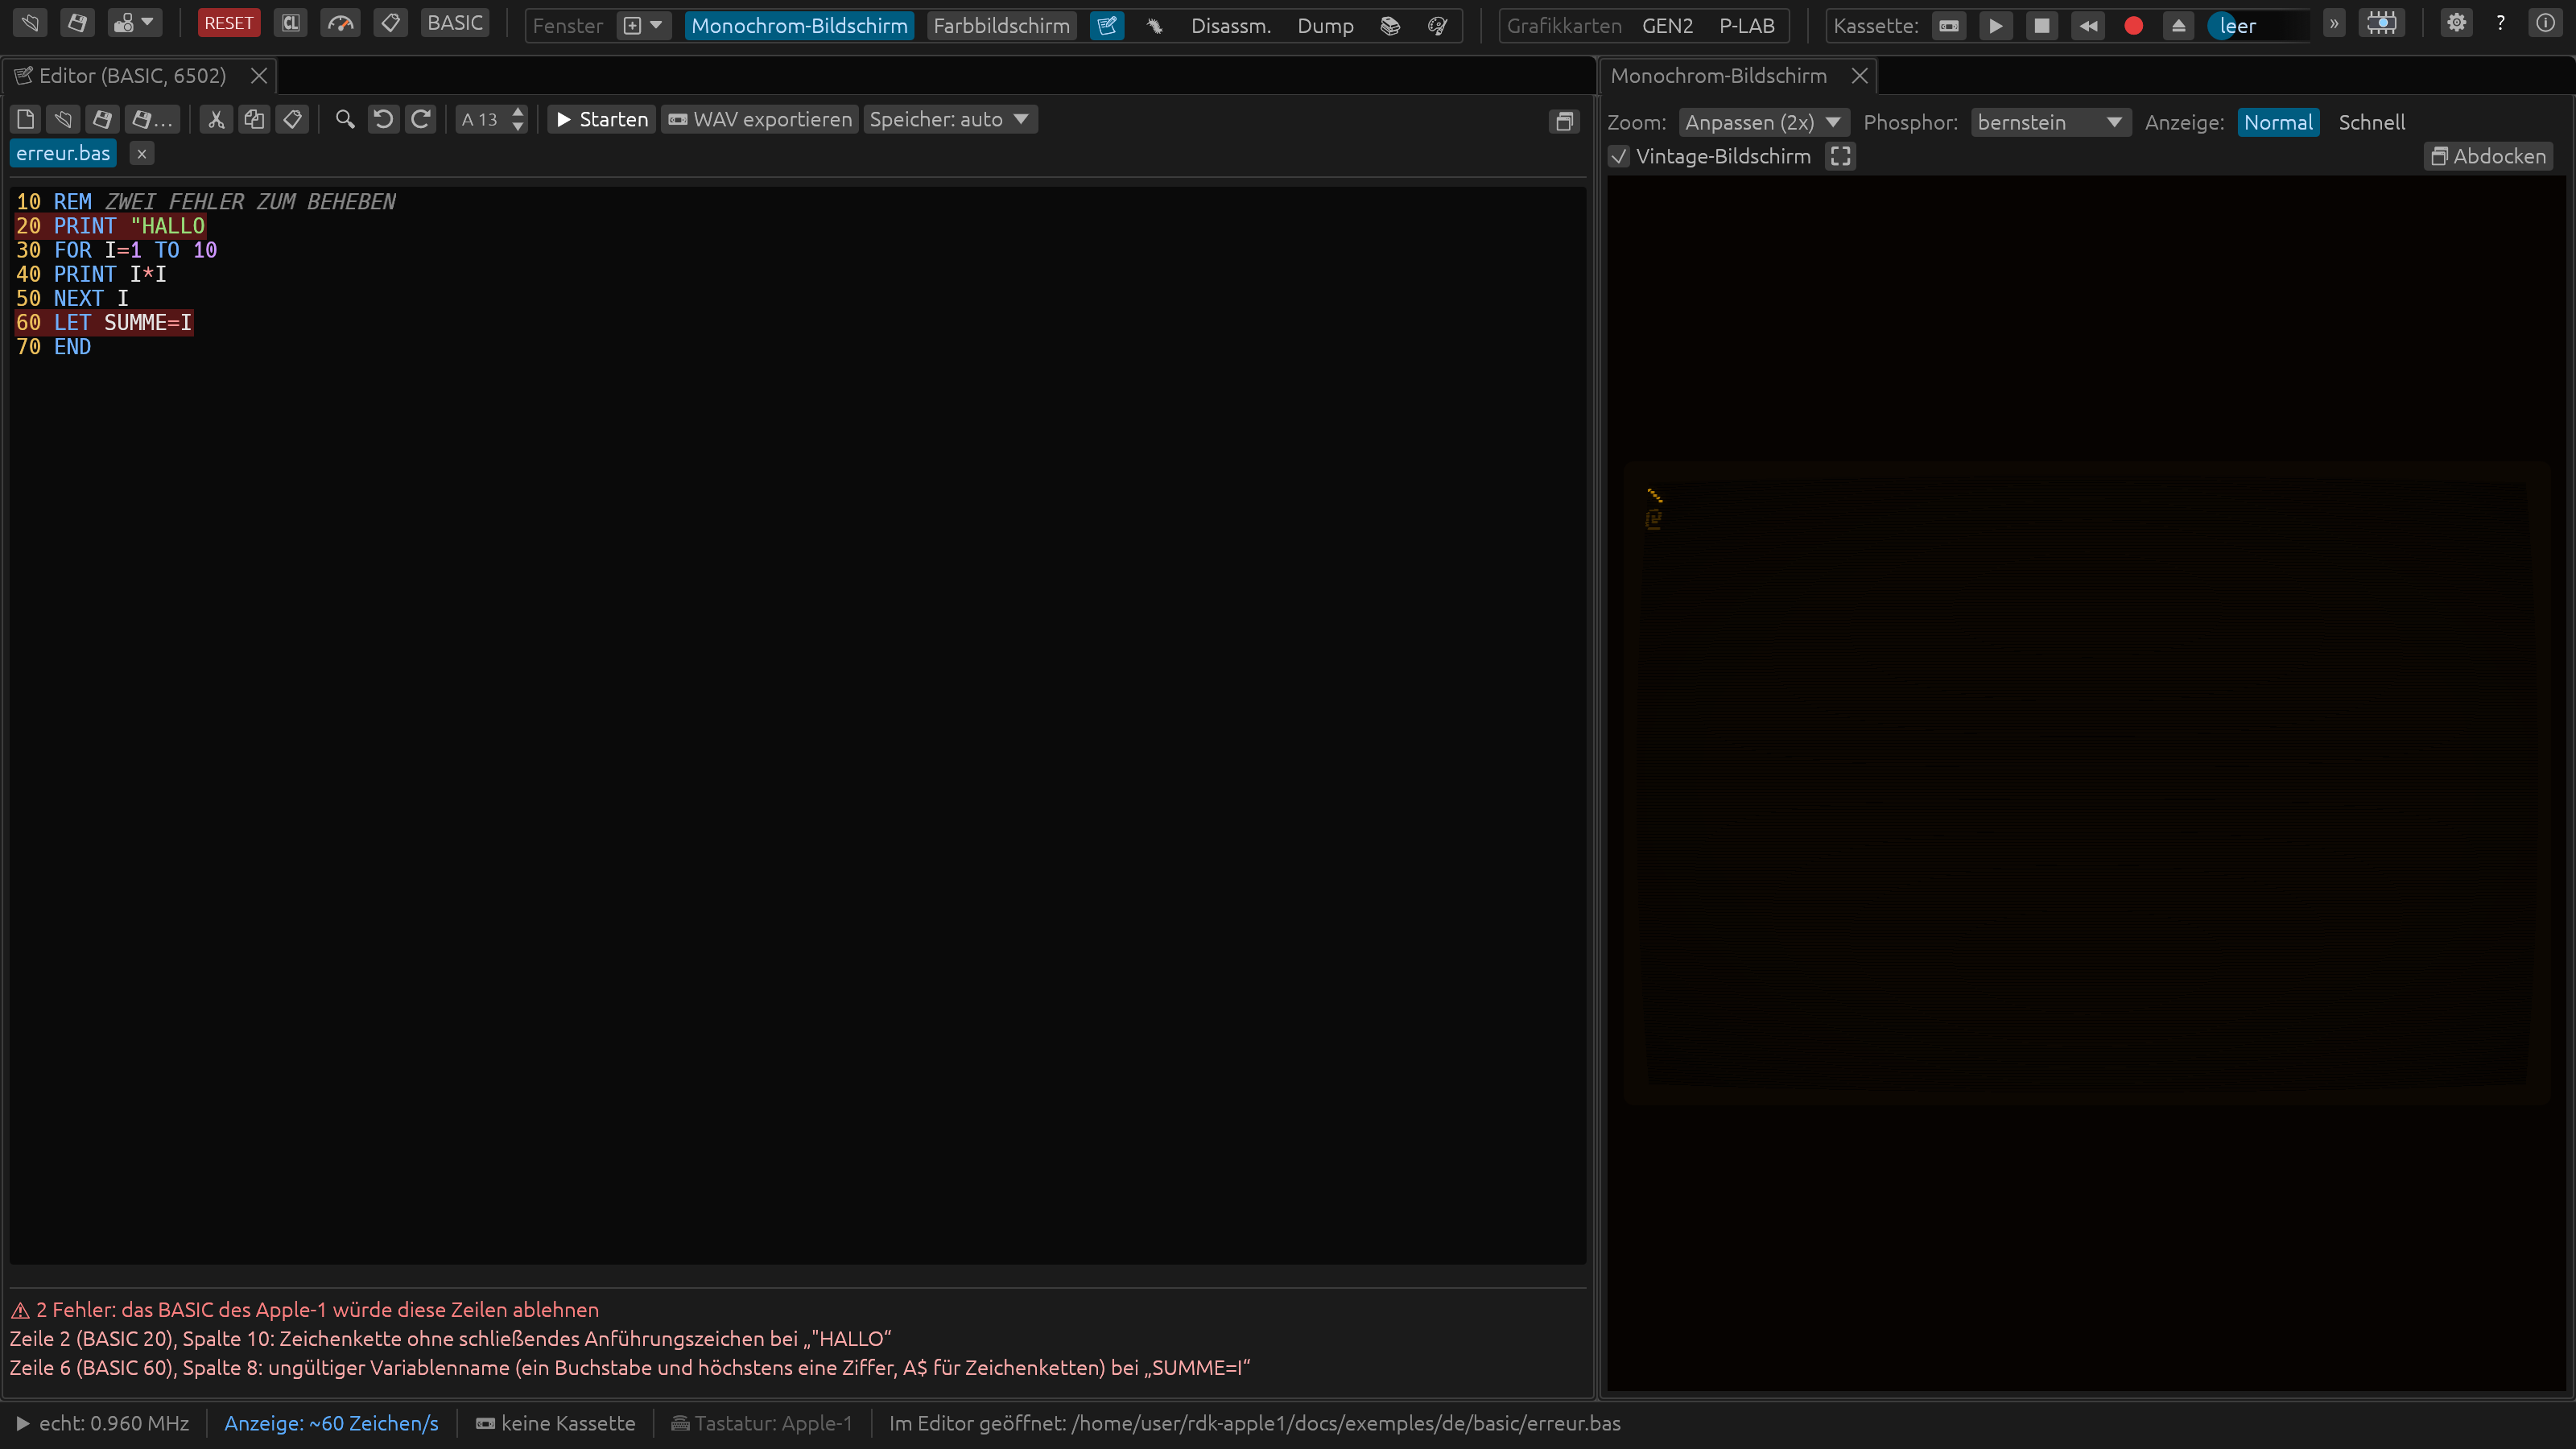 RESET BASIC Fenster Monochrom-Bildschirm Farbbildschirm Disassm. Dump Grafikkarten GEN2 P-LAB Kassette: leer » ?
Editor (BASIC, 6502)
A 13 Starten WAV exportieren Speicher: auto
erreur.bas x
10 REM ZWEI FEHLER ZUM BEHEBEN
20 PRINT "HALLO
30 FOR I=1 TO 10
40 PRINT I*I
50 NEXT I
60 LET SUMME=I
70 END
⚠ 2 Fehler: das BASIC des Apple-1 würde diese Zeilen ablehnen
Zeile 2 (BASIC 20), Spalte 10: Zeichenkette ohne schließendes Anführungszeichen bei „"HALLO“
Zeile 6 (BASIC 60), Spalte 8: ungültiger Variablenname (ein Buchstabe und höchstens eine Ziffer, A$ für Zeichenketten) bei „SUMME=I“
Monochrom-Bildschirm
Zoom: Anpassen (2x) Phosphor: bernstein Anzeige: Normal Schnell
Vintage-Bildschirm Abdocken
\
@
echt: 0.960 MHz Anzeige: ~60 Zeichen/s keine Kassette Tastatur: Apple-1 Im Editor geöffnet: /home/user/rdk-apple1/docs/exemples/de/basic/erreur.bas